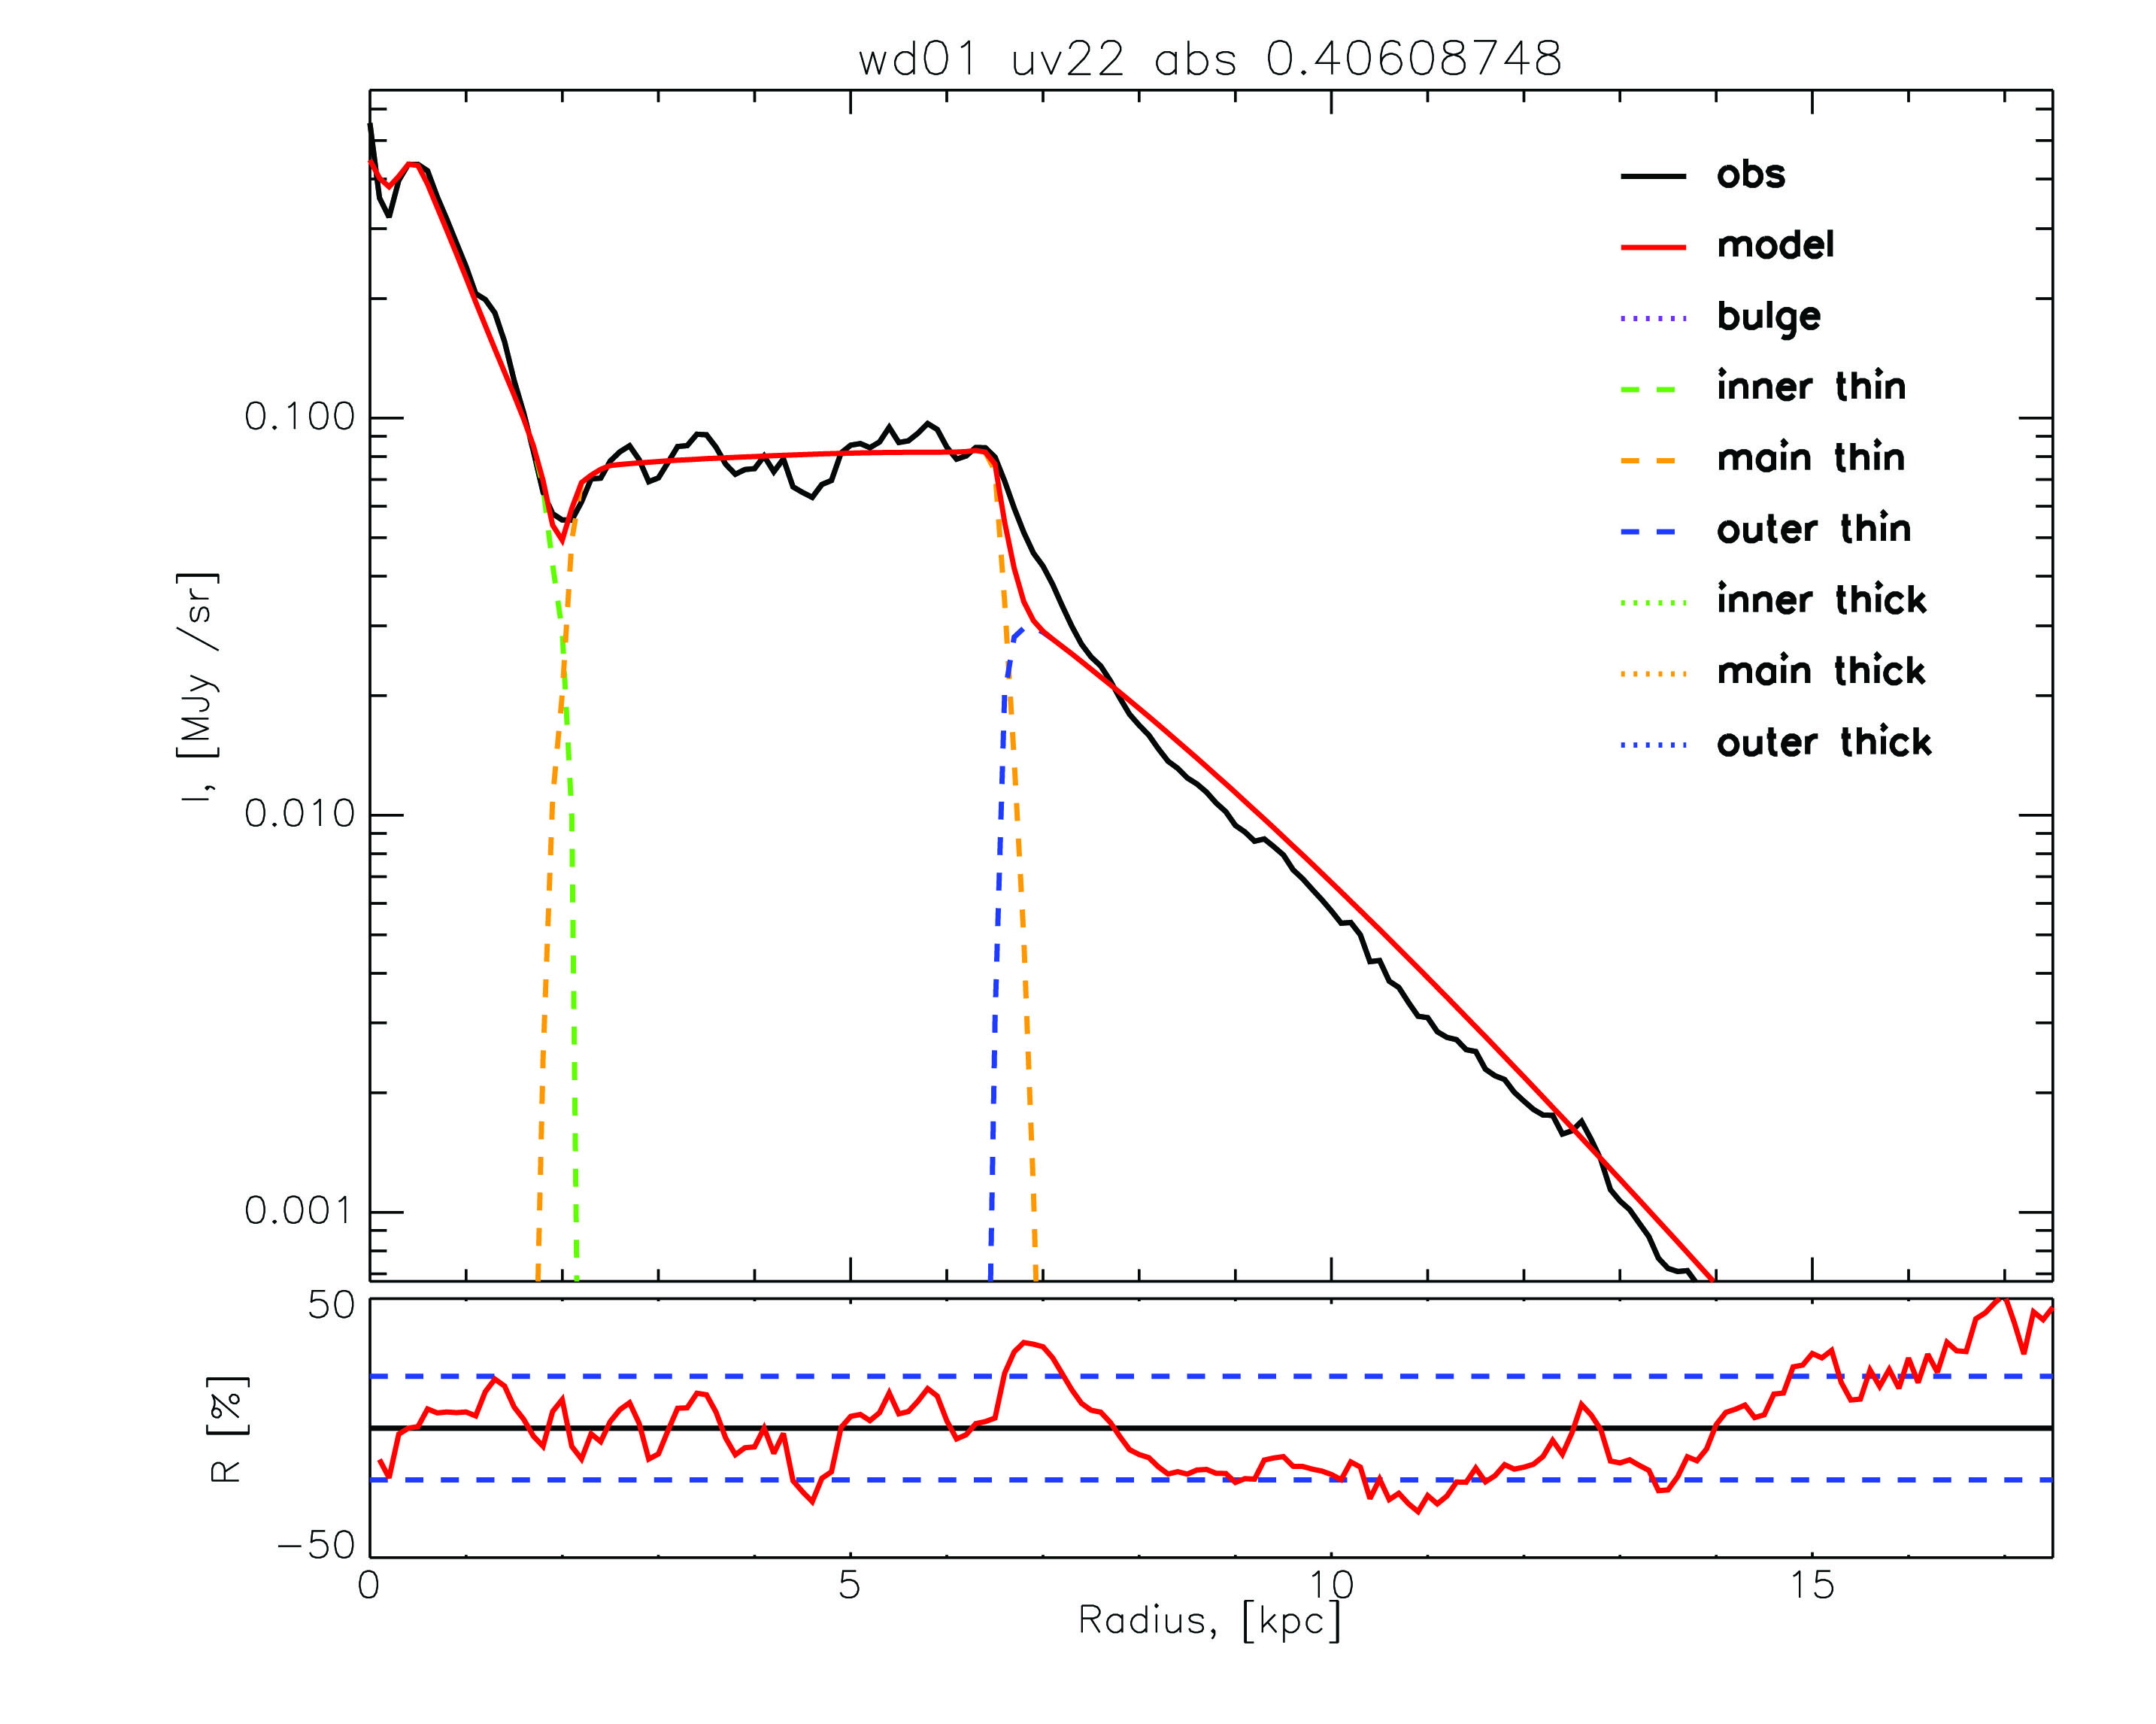 wd01 uv22 abs 0.40608748
obs
model
bulge
inner thin
main thin
outer thin
inner thick
main thick
outer thick
I, [MJy /sr]
0.100
0.010
0.001
R [%]
50
-50
0 5 10 15
Radius, [kpc]